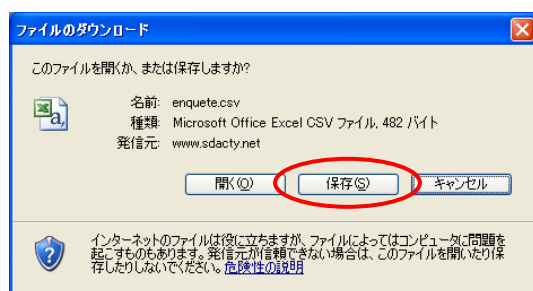 ファイルのダウンロード
このファイルを開くか、または保存しますか?
名前: enquete.csv
種類: Microsoft Office Excel CSV ファイル, 482 バイト
発信元: www.sdacty.net
開く(O) 保存(S) キャンセル
インターネットのファイルは役に立ちますが、ファイルによってはコンピュータに問題を
起こすものもあります。発信元が信頼できない場合は、このファイルを開いたり保
存したりしないでください。危険性の説明